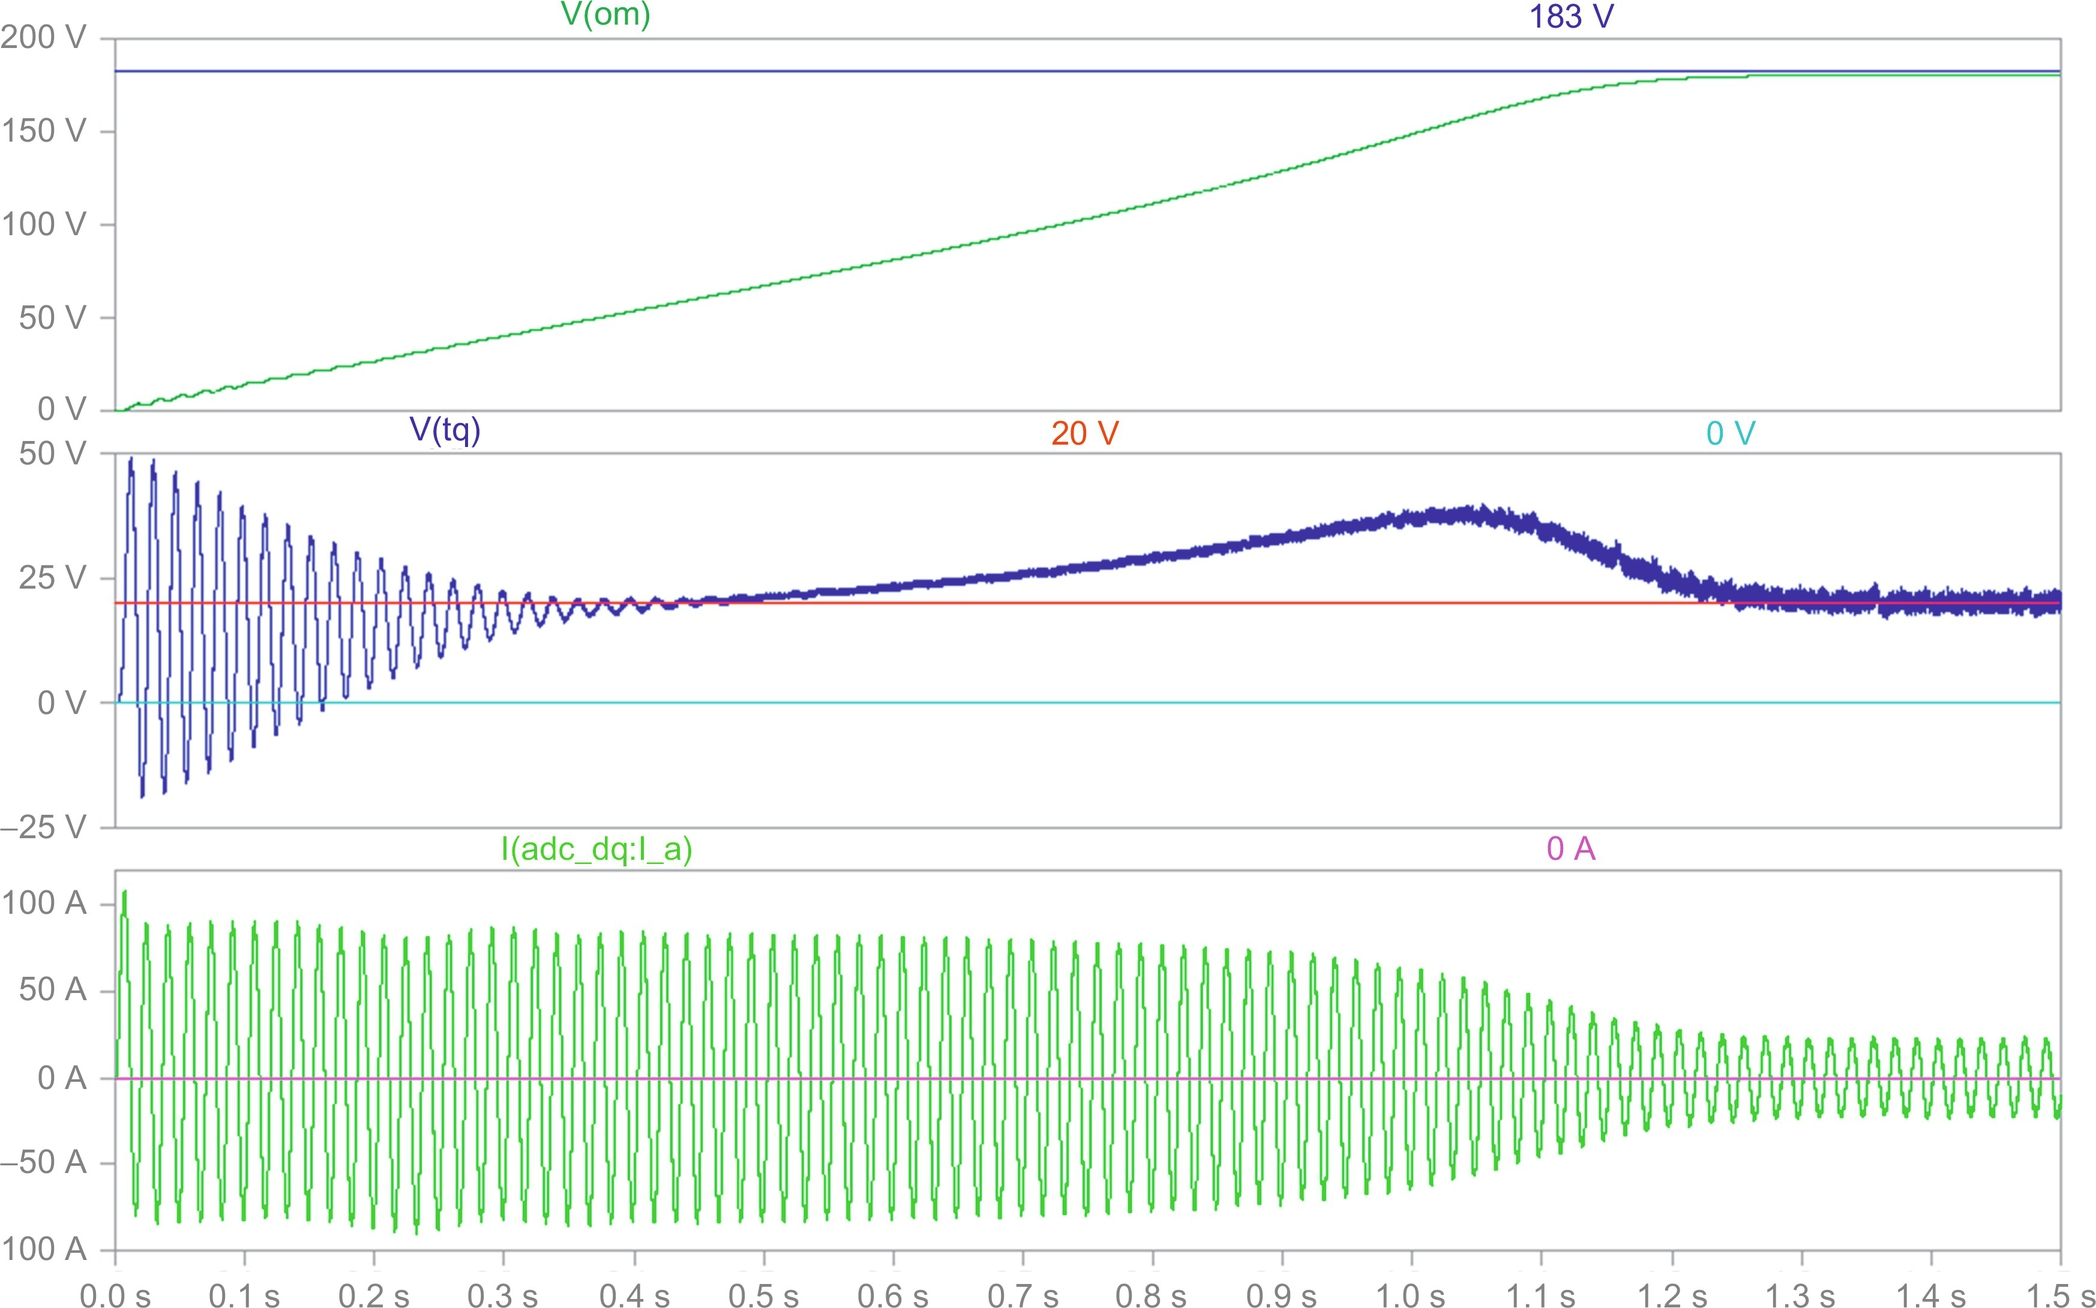 V(om) 183 V
200 V
150 V
100 V
50 V
0 V
V(tq) 20 V 0 V
50 V
25 V
0 V
–25 V
I(adc_dq:I_a) 0 A
100 A
50 A
0 A
–50 A
100 A
0.0 s 0.1 s 0.2 s 0.3 s 0.4 s 0.5 s 0.6 s 0.7 s 0.8 s 0.9 s 1.0 s 1.1 s 1.2 s 1.3 s 1.4 s 1.5 s